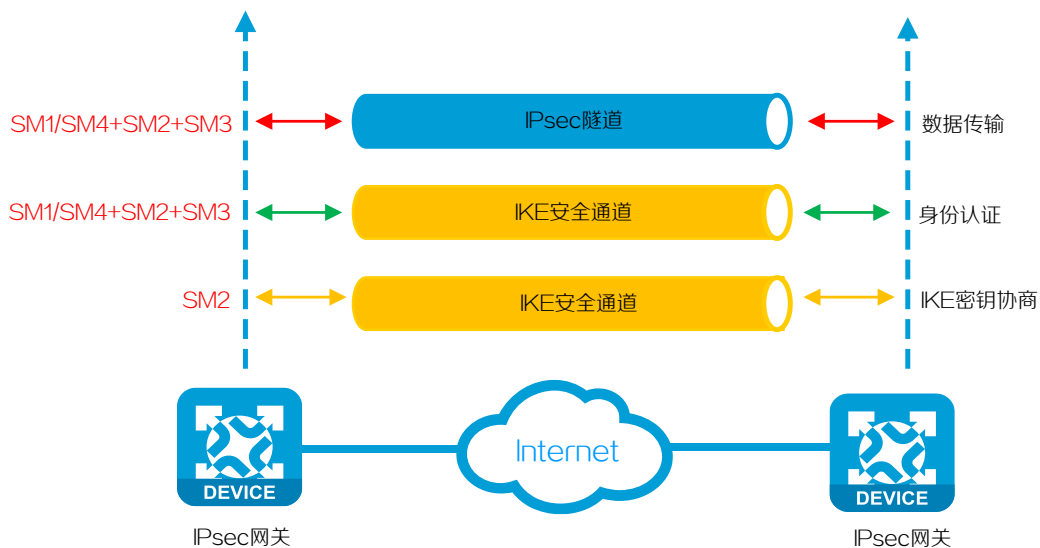 SM1/SM4+SM2+SM3
IPsec隧道
数据传输
SM1/SM4+SM2+SM3
IKE安全通道
身份认证
SM2
IKE安全通道
IKE密钥协商
Internet
DEVICE
DEVICE
IPsec网关
IPsec网关